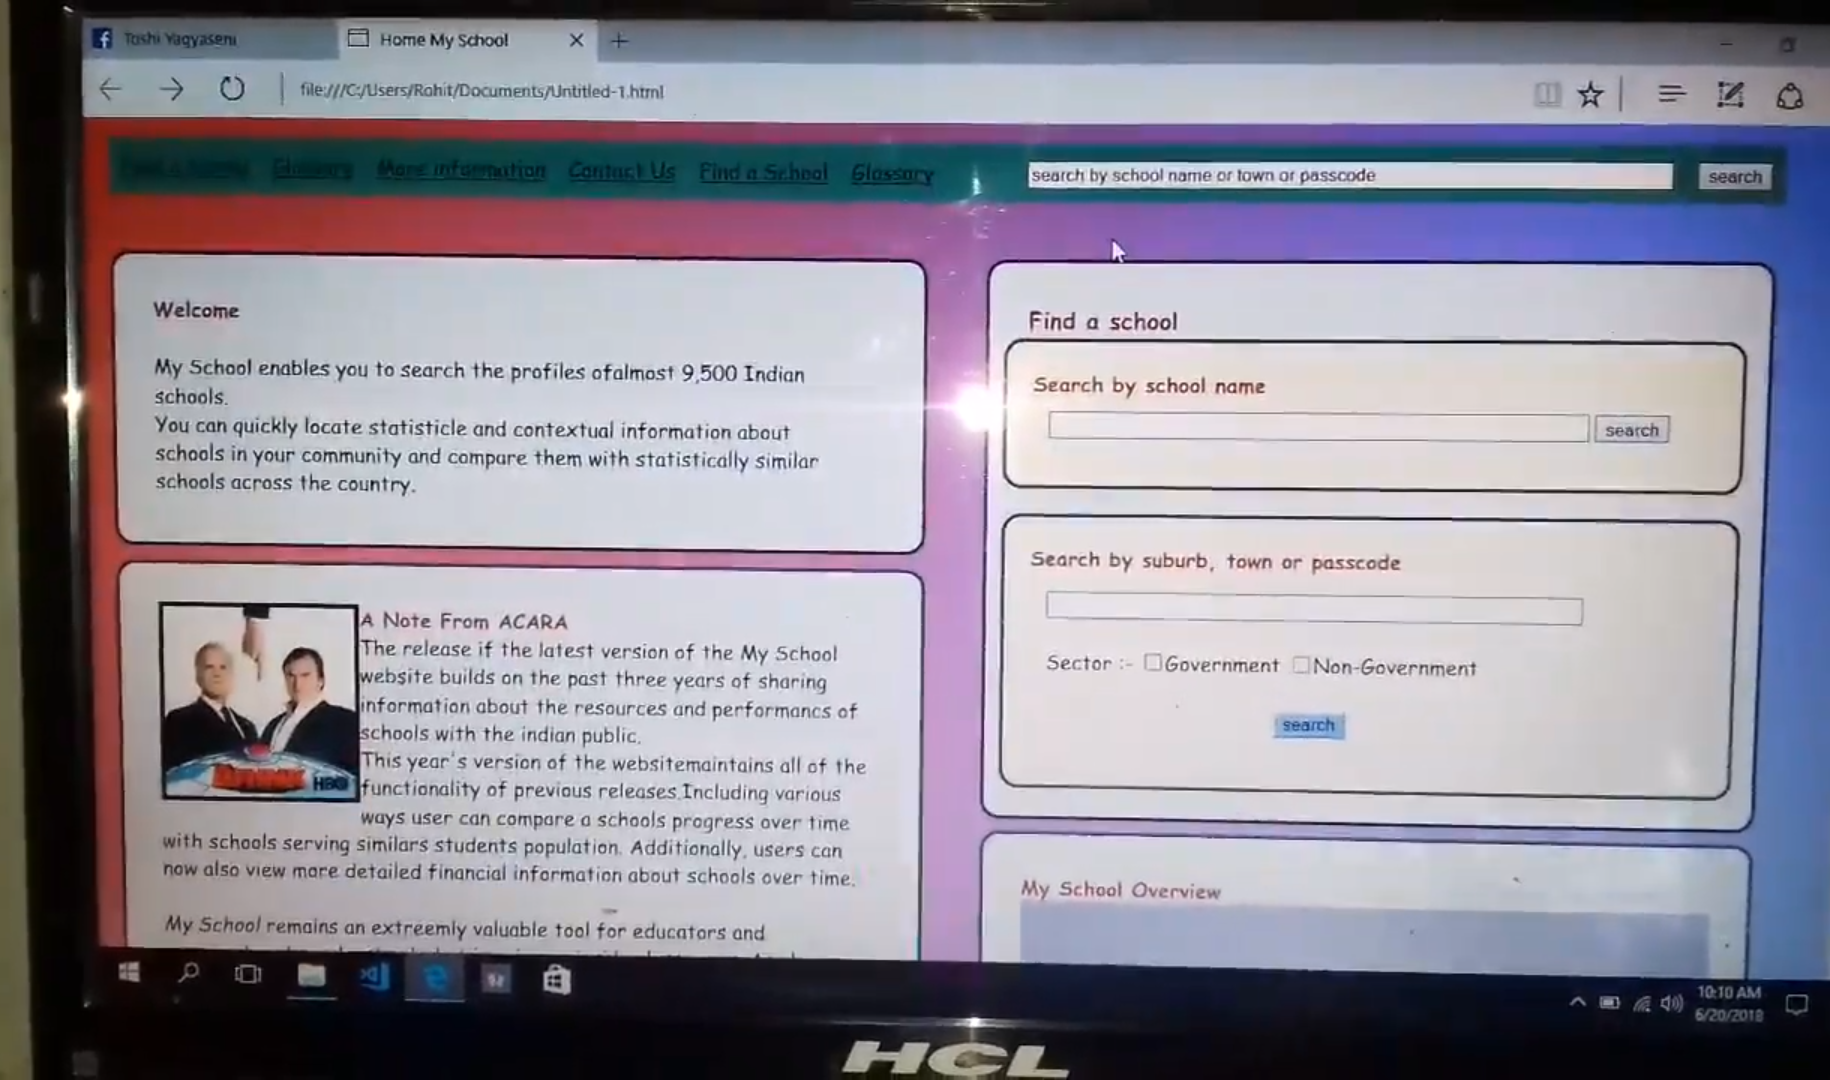 Toshi Yagyaseni
Home My School
file:///C:/Users/Rohit/Documents/Untitled-1.html
Find a School Glossary More information Contact Us Find a School Glossary
search by school name or town or passcode
search
Welcome
My School enables you to search the profiles ofalmost 9,500 Indian
schools.
You can quickly locate statisticle and contextual information about
schools in your community and compare them with statistically similar
schools across the country.
A Note From ACARA
The release if the latest version of the My School
website builds on the past three years of sharing
information about the resources and performancs of
schools with the indian public.
This year's version of the websitemaintains all of the
functionality of previous releases.Including various
ways user can compare a schools progress over time
with schools serving similars students population. Additionally, users can
now also view more detailed financial information about schools over time.
My School remains an extreemly valuable tool for educators and
HBO
Find a school
Search by school name
search
Search by suburb, town or passcode
Sector :- Government Non-Government
search
My School Overview
10:10 AM
6/20/2018
HCL